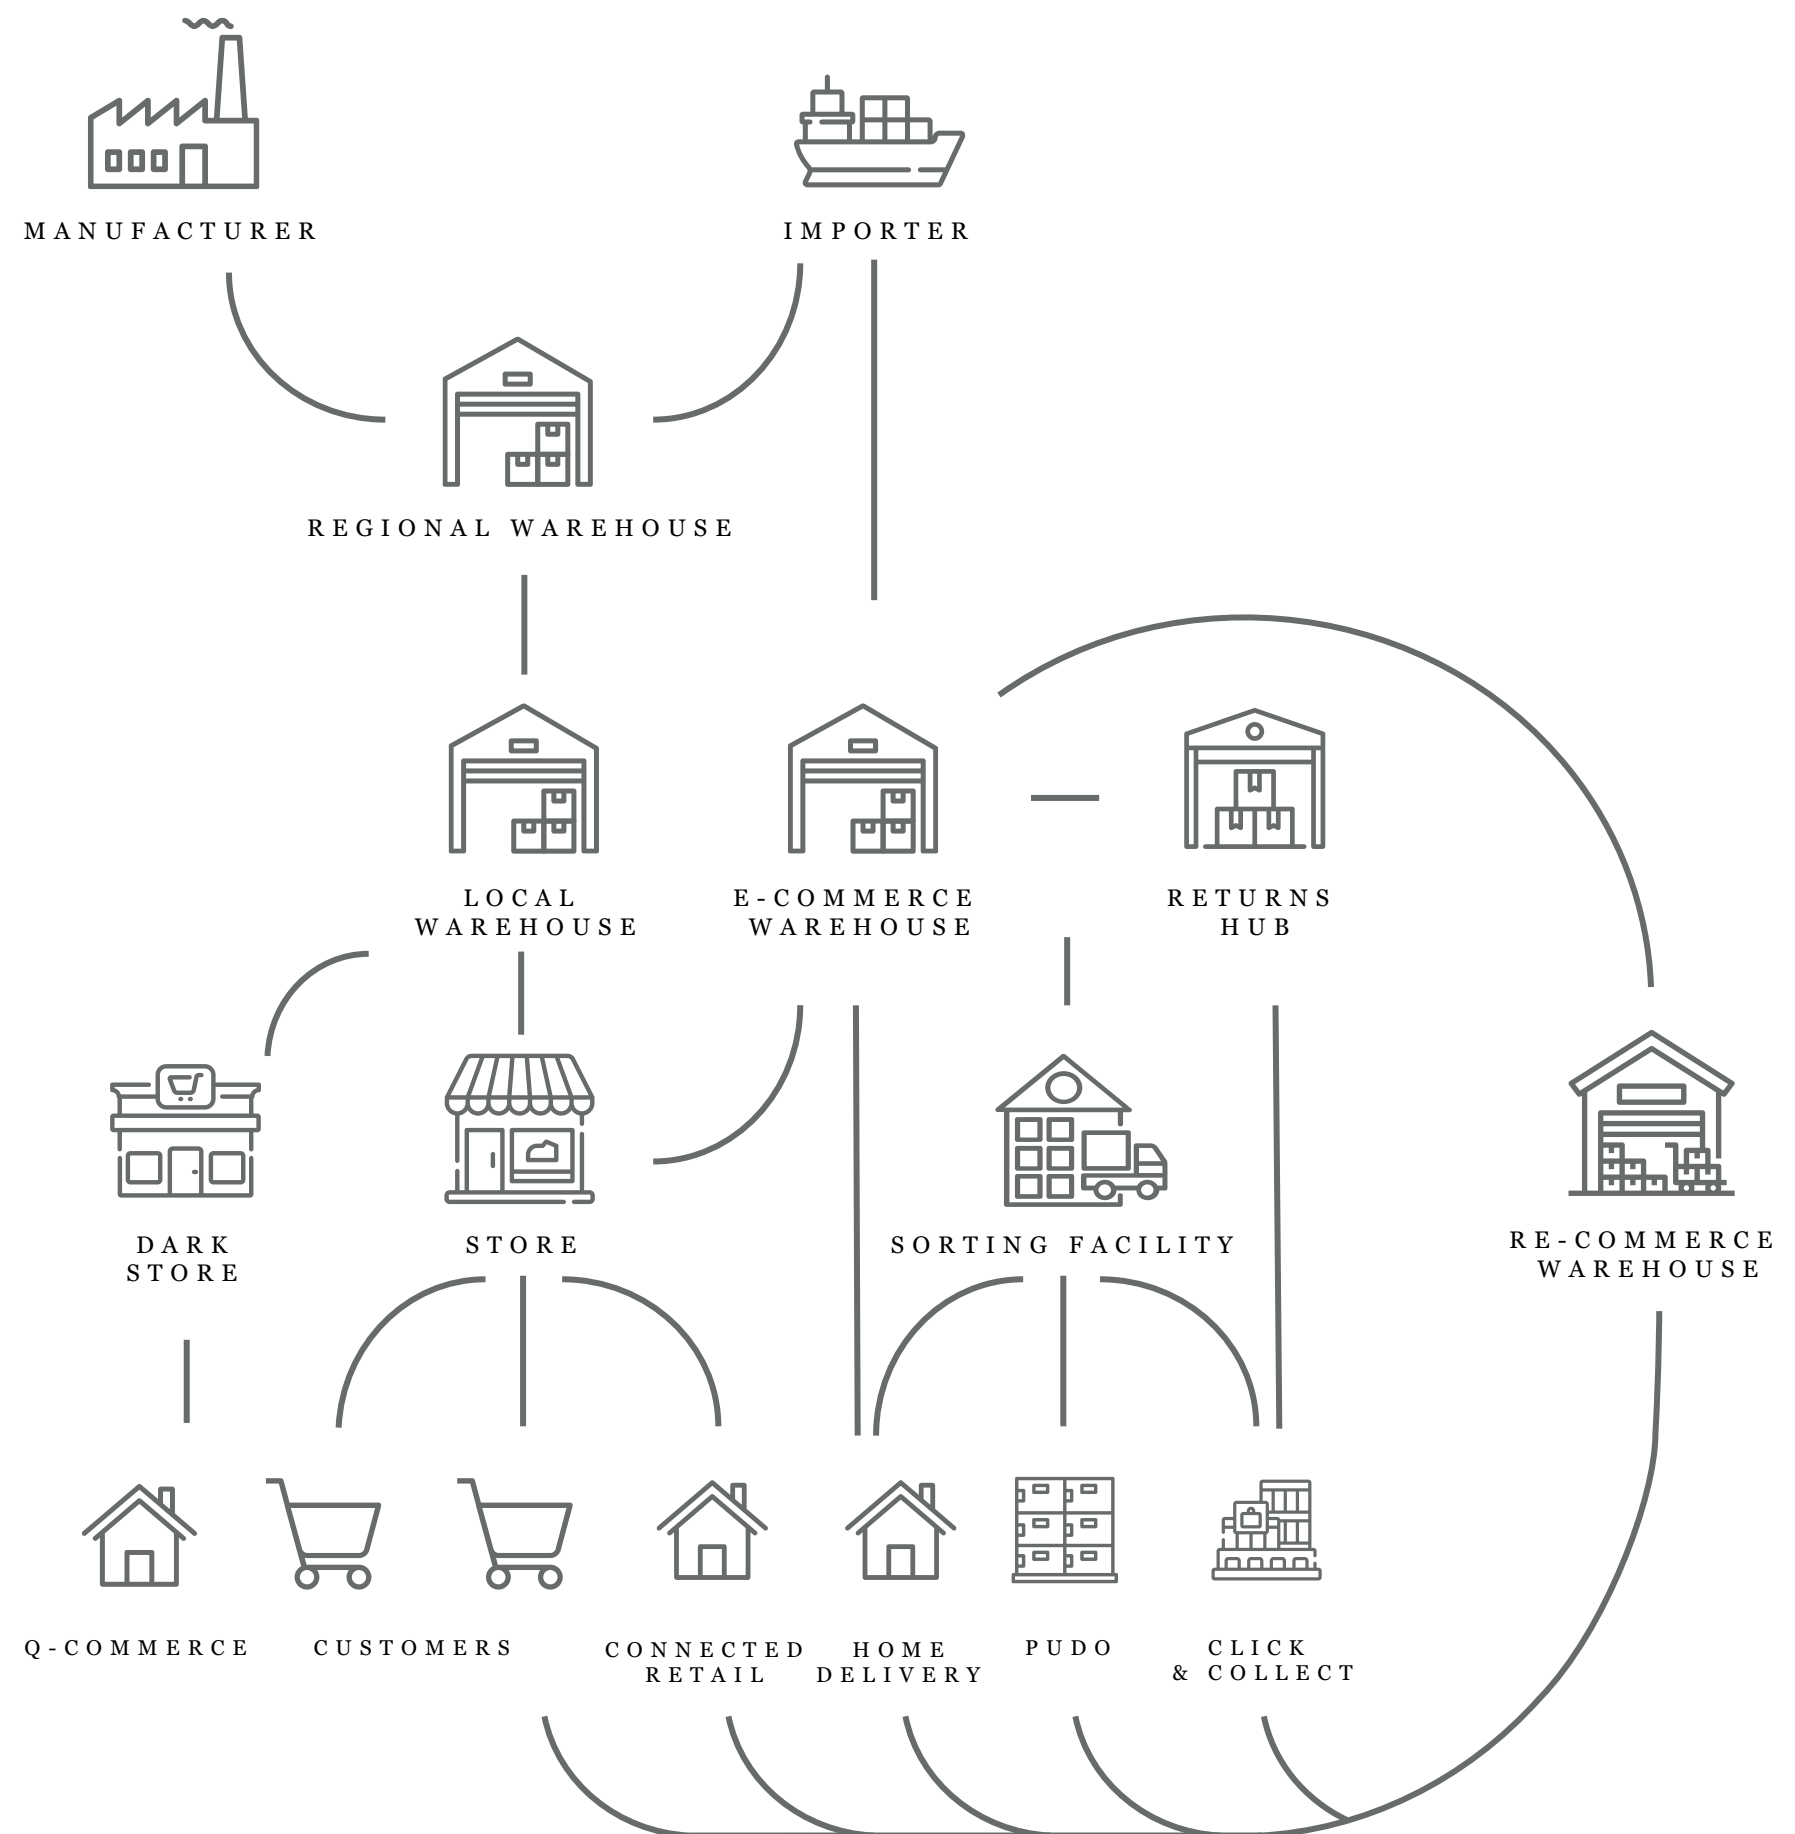 MANUFACTURER
IMPORTER
REGIONAL WAREHOUSE
LOCAL
WAREHOUSE
E-COMMERCE
WAREHOUSE
RETURNS
HUB
DARK
STORE
STORE
SORTING FACILITY
RE-COMMERCE
WAREHOUSE
Q-COMMERCE
CUSTOMERS
CONNECTED
RETAIL
HOME
DELIVERY
PUDO
CLICK
& COLLECT